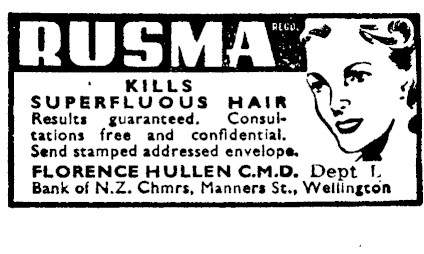 RUSMA REGD.
KILLS
SUPERFLUOUS HAIR
Results guaranteed. Consul-
tations free and confidential.
Send stamped addressed envelope.
FLORENCE HULLEN C.M.D. Dept L
Bank of N.Z. Chmrs, Manners St., Wellington